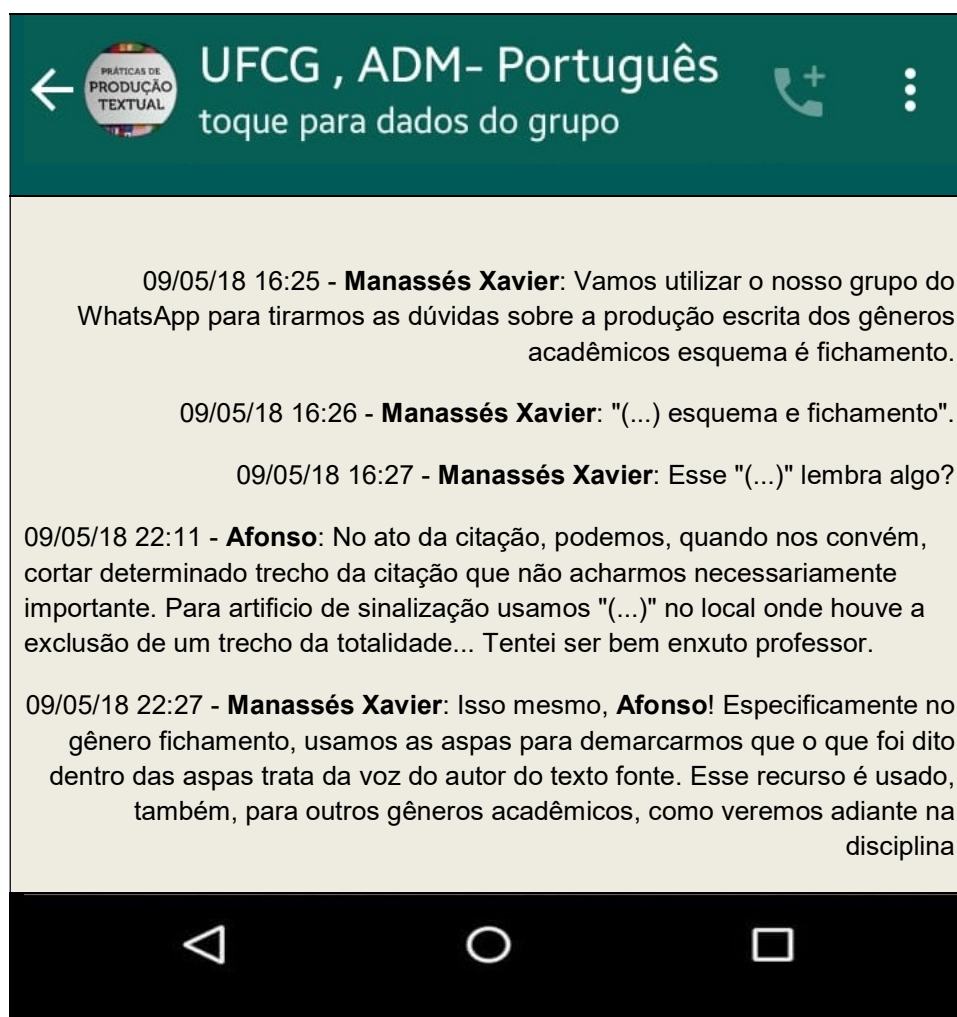 PRÁTICAS DE
PRODUÇÃO
TEXTUAL
UFCG , ADM- Português
toque para dados do grupo
09/05/18 16:25 - Manassés Xavier: Vamos utilizar o nosso grupo do
WhatsApp para tirarmos as dúvidas sobre a produção escrita dos gêneros
acadêmicos esquema é fichamento.
09/05/18 16:26 - Manassés Xavier: "(...) esquema e fichamento".
09/05/18 16:27 - Manassés Xavier: Esse "(...)" lembra algo?
09/05/18 22:11 - Afonso: No ato da citação, podemos, quando nos convém,
cortar determinado trecho da citação que não acharmos necessariamente
importante. Para artificio de sinalização usamos "(...)" no local onde houve a
exclusão de um trecho da totalidade... Tentei ser bem enxuto professor.
09/05/18 22:27 - Manassés Xavier: Isso mesmo, Afonso! Especificamente no
gênero fichamento, usamos as aspas para demarcarmos que o que foi dito
dentro das aspas trata da voz do autor do texto fonte. Esse recurso é usado,
também, para outros gêneros acadêmicos, como veremos adiante na
disciplina